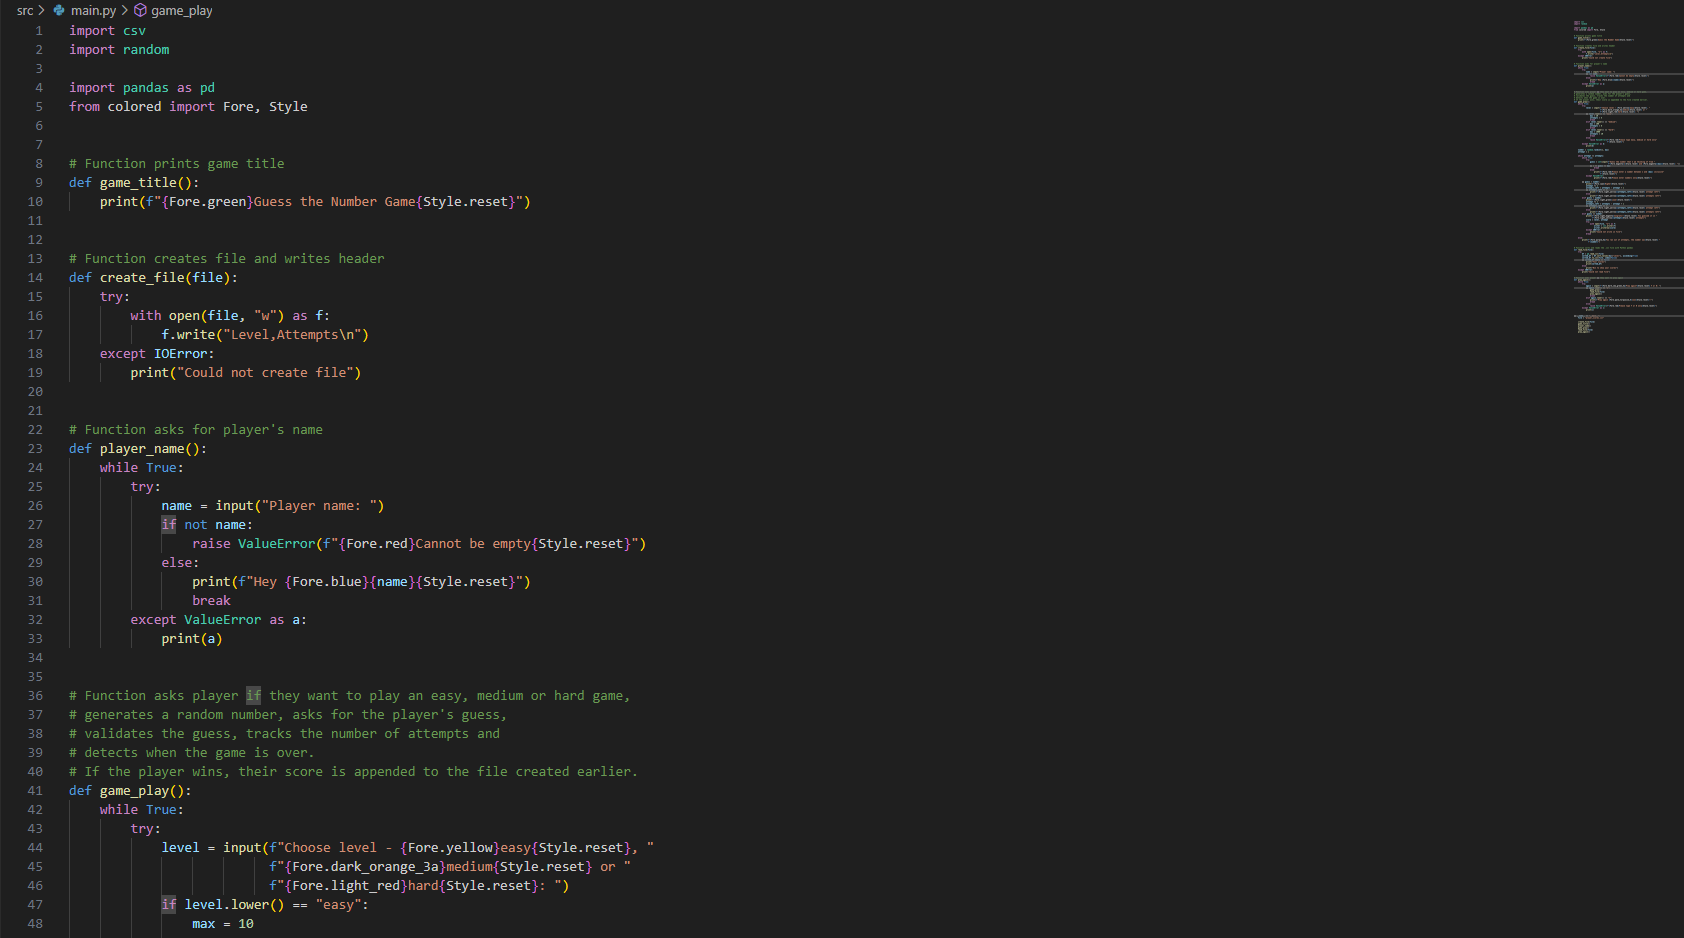 src > main.py > game_play
1 import csv
2 import random
3
4 import pandas as pd
5 from colored import Fore, Style
6
7
8 # Function prints game title
9 def game_title():
10     print(f"{Fore.green}Guess the Number Game{Style.reset}")
11
12
13 # Function creates file and writes header
14 def create_file(file):
15     try:
16         with open(file, "w") as f:
17             f.write("Level,Attempts\n")
18     except IOError:
19         print("Could not create file")
20
21
22 # Function asks for player's name
23 def player_name():
24     while True:
25         try:
26             name = input("Player name: ")
27             if not name:
28                 raise ValueError(f"{Fore.red}Cannot be empty{Style.reset}")
29             else:
30                 print(f"Hey {Fore.blue}{name}{Style.reset}")
31                 break
32         except ValueError as a:
33             print(a)
34
35
36 # Function asks player if they want to play an easy, medium or hard game,
37 # generates a random number, asks for the player's guess,
38 # validates the guess, tracks the number of attempts and
39 # detects when the game is over.
40 # If the player wins, their score is appended to the file created earlier.
41 def game_play():
42     while True:
43         try:
44             level = input(f"Choose level - {Fore.yellow}easy{Style.reset}, "
45                           f"{Fore.dark_orange_3a}medium{Style.reset} or "
46                           f"{Fore.light_red}hard{Style.reset}: ")
47             if level.lower() == "easy":
48                 max = 10